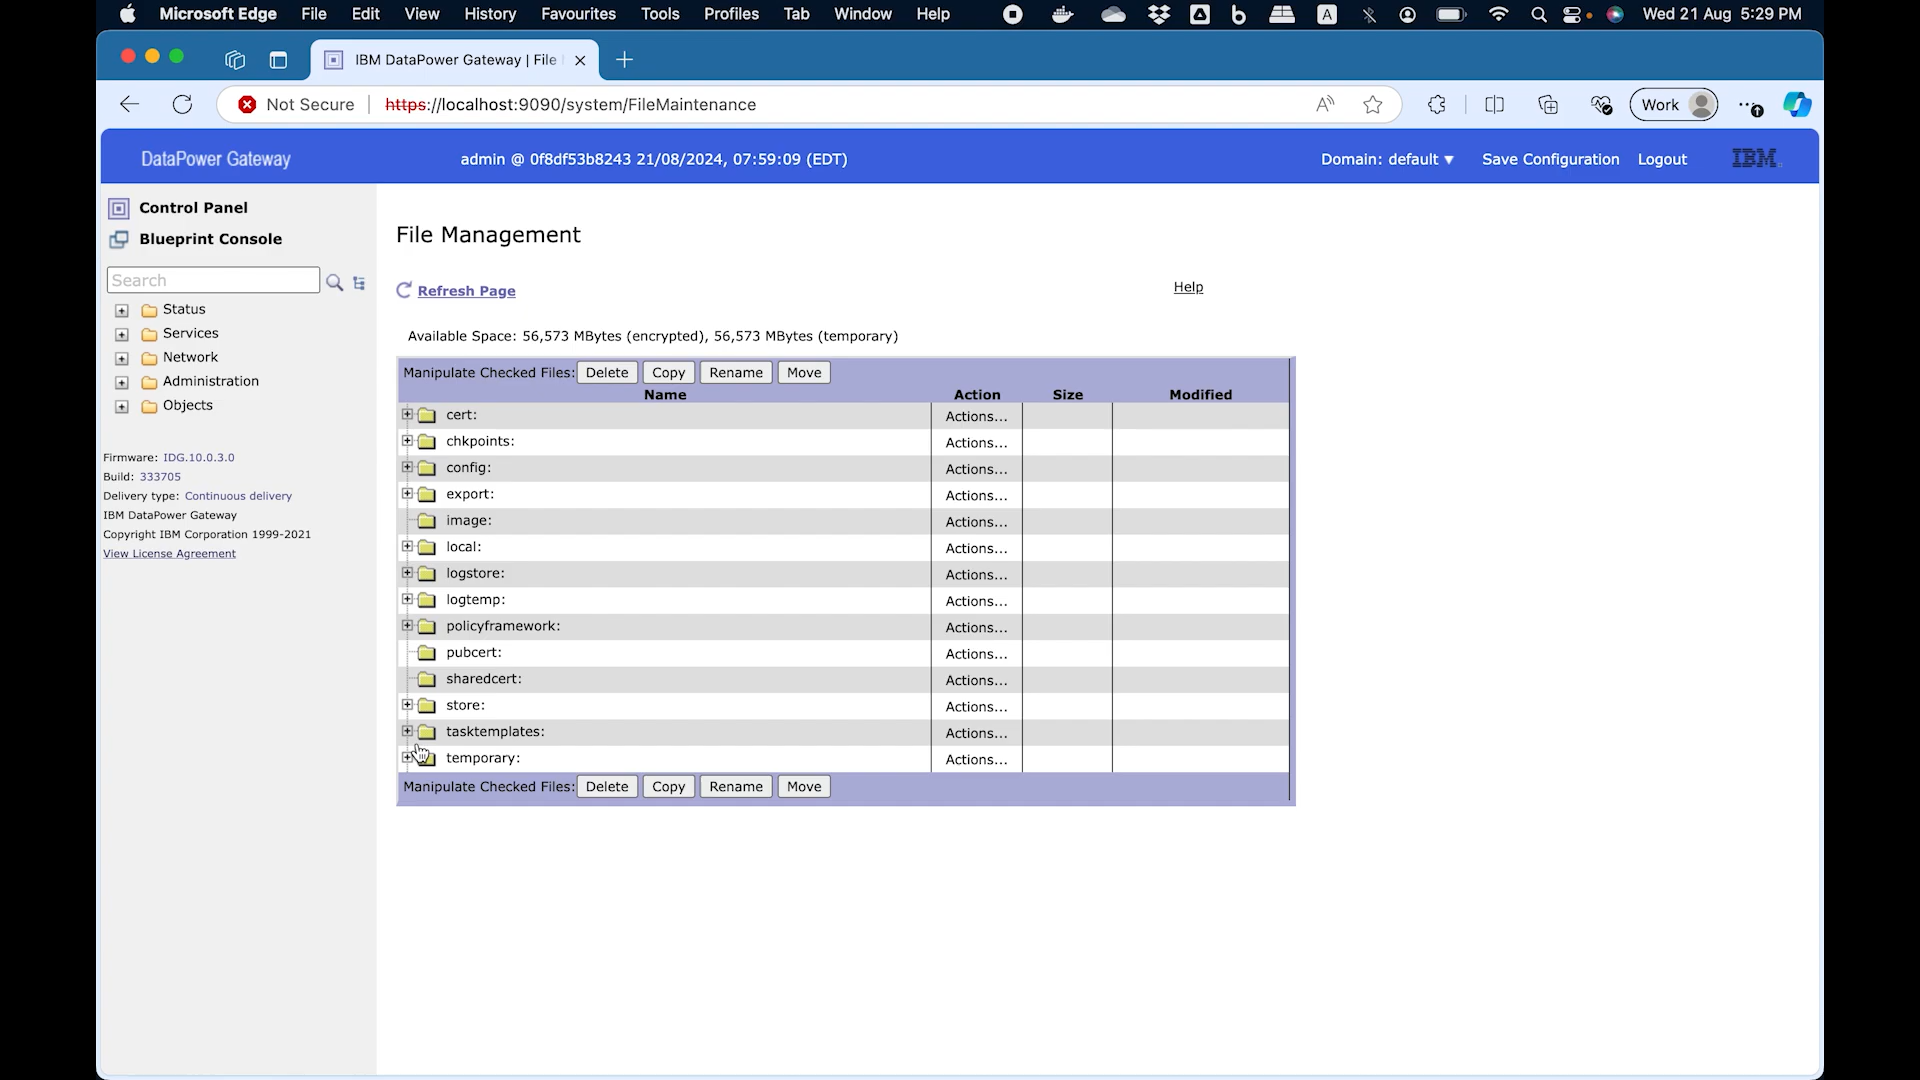 Microsoft Edge File Edit View History Favourites Tools Profiles Tab Window Help A Wed 21 Aug 5:29 PM
IBM DataPower Gateway | File
Not Secure https://localhost:9090/system/FileMaintenance Work
DataPower Gateway admin @ 0f8df53b8243 21/08/2024, 07:59:09 (EDT) Domain: default Save Configuration Logout IBM
Control Panel
Blueprint Console
Search
Status
Services
Network
Administration
Objects
Firmware: IDG.10.0.3.0
Build: 333705
Delivery type: Continuous delivery
IBM DataPower Gateway
Copyright IBM Corporation 1999-2021
View License Agreement
File Management
Refresh Page Help
Available Space: 56,573 MBytes (encrypted), 56,573 MBytes (temporary)
Manipulate Checked Files: Delete Copy Rename Move
Name Action Size Modified
cert: Actions...
chkpoints: Actions...
config: Actions...
export: Actions...
image: Actions...
local: Actions...
logstore: Actions...
logtemp: Actions...
policyframework: Actions...
pubcert: Actions...
sharedcert: Actions...
store: Actions...
tasktemplates: Actions...
temporary: Actions...
Manipulate Checked Files: Delete Copy Rename Move